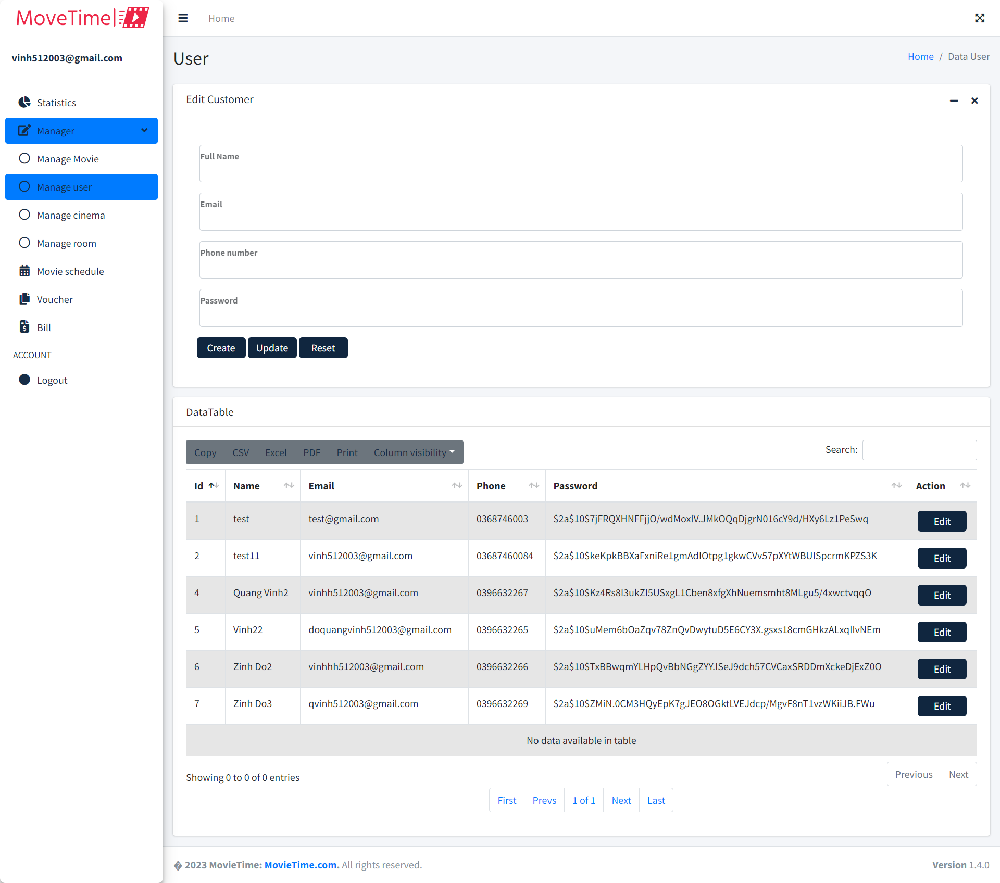 MoveTime
Home
vinh512003@gmail.com
Statistics
Manager
Manage Movie
Manage user
Manage cinema
Manage room
Movie schedule
Voucher
Bill
ACCOUNT
Logout
User
Home / Data User
Edit Customer
Full Name
Email
Phone number
Password
Create Update Reset
DataTable
Copy CSV Excel PDF Print Column visibility
Search:
Id Name Email Phone Password Action
1 test test@gmail.com 0368746003 $2a$10$7jFRQXHNFFjjO/wdMoxlV.JMkOQqDjgrN016cY9d/HXy6Lz1PeSwq Edit
2 test11 vinh512003@gmail.com 03687460084 $2a$10$keKpkBBXaFxniRe1gmAdIOtpg1gkwCVv57pXYtWBUISpcrmKPZS3K Edit
4 Quang Vinh2 vinhh512003@gmail.com 0396632267 $2a$10$Kz4Rs8I3ukZI5USxgL1Cben8xfgXhNuemsmht8MLgu5/4xwctvqqO Edit
5 Vinh22 doquangvinh512003@gmail.com 0396632265 $2a$10$uMem6bOaZqv78ZnQvDwytuD5E6CY3X.gsxs18cmGHkzALxqlIvNEm Edit
6 Zinh Do2 vinhhh512003@gmail.com 0396632266 $2a$10$TxBBwqmYLHpQvBbNGgZYY.ISeJ9dch57CVCaxSRDDmXckeDjExZ0O Edit
7 Zinh Do3 qvinh512003@gmail.com 0396632269 $2a$10$ZMiN.0CM3HQyEpK7gJEO8OGktLVEJdcp/MgvF8nT1vzWKiiJB.FWu Edit
No data available in table
Showing 0 to 0 of 0 entries
Previous Next
First Prevs 1 of 1 Next Last
� 2023 MovieTime: MovieTime.com. All rights reserved.
Version 1.4.0